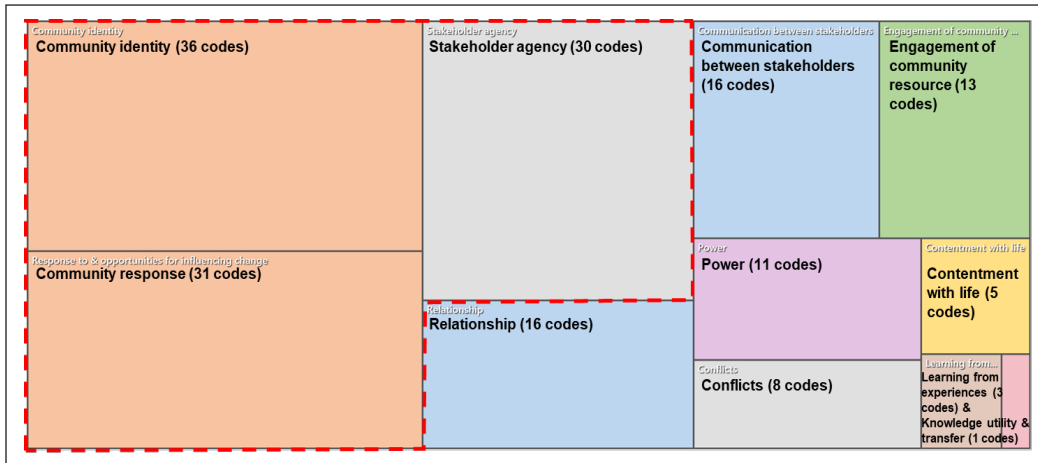 Community identity
Community identity (36 codes)
Response to & opportunities for influencing change
Community response (31 codes)
Stakeholder agency
Stakeholder agency (30 codes)
Relationship
Relationship (16 codes)
Communication between stakeholders
Communication
between stakeholders
(16 codes)
Engagement of community ...
Engagement of
community
resource (13
codes)
Power
Power (11 codes)
Contentment with life
Contentment
with life (5
codes)
Conflicts
Conflicts (8 codes)
Learning from...
Learning from
experiences (3
codes) &
Knowledge utility &
transfer (1 codes)